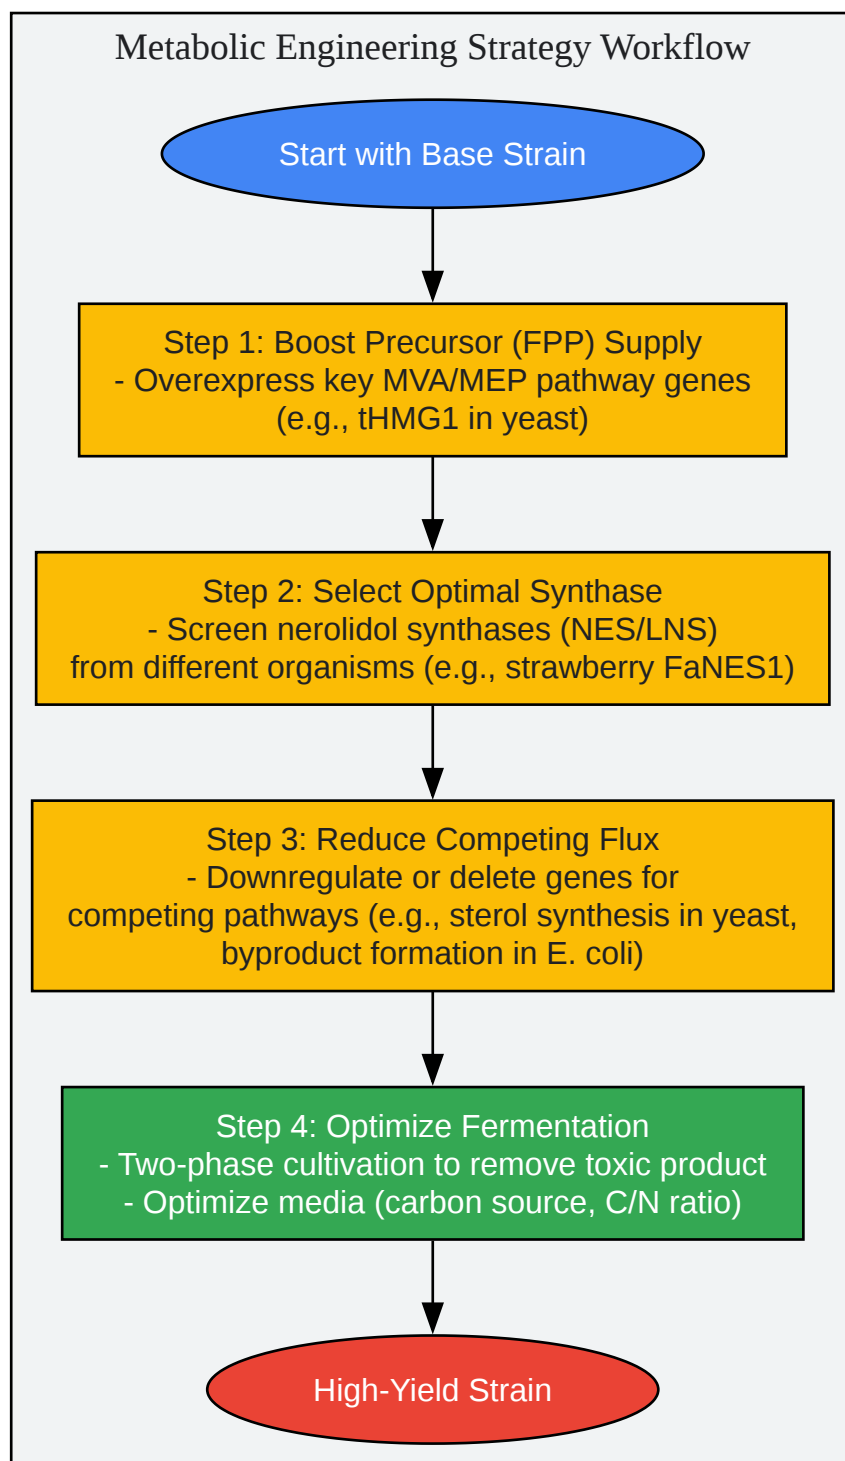 Metabolic Engineering Strategy Workflow
Start with Base Strain
Step 1: Boost Precursor (FPP) Supply
- Overexpress key MVA/MEP pathway genes
(e.g., tHMG1 in yeast)
Step 2: Select Optimal Synthase
- Screen nerolidol synthases (NES/LNS)
from different organisms (e.g., strawberry FaNES1)
Step 3: Reduce Competing Flux
- Downregulate or delete genes for
competing pathways (e.g., sterol synthesis in yeast,
byproduct formation in E. coli)
Step 4: Optimize Fermentation
- Two-phase cultivation to remove toxic product
- Optimize media (carbon source, C/N ratio)
High-Yield Strain